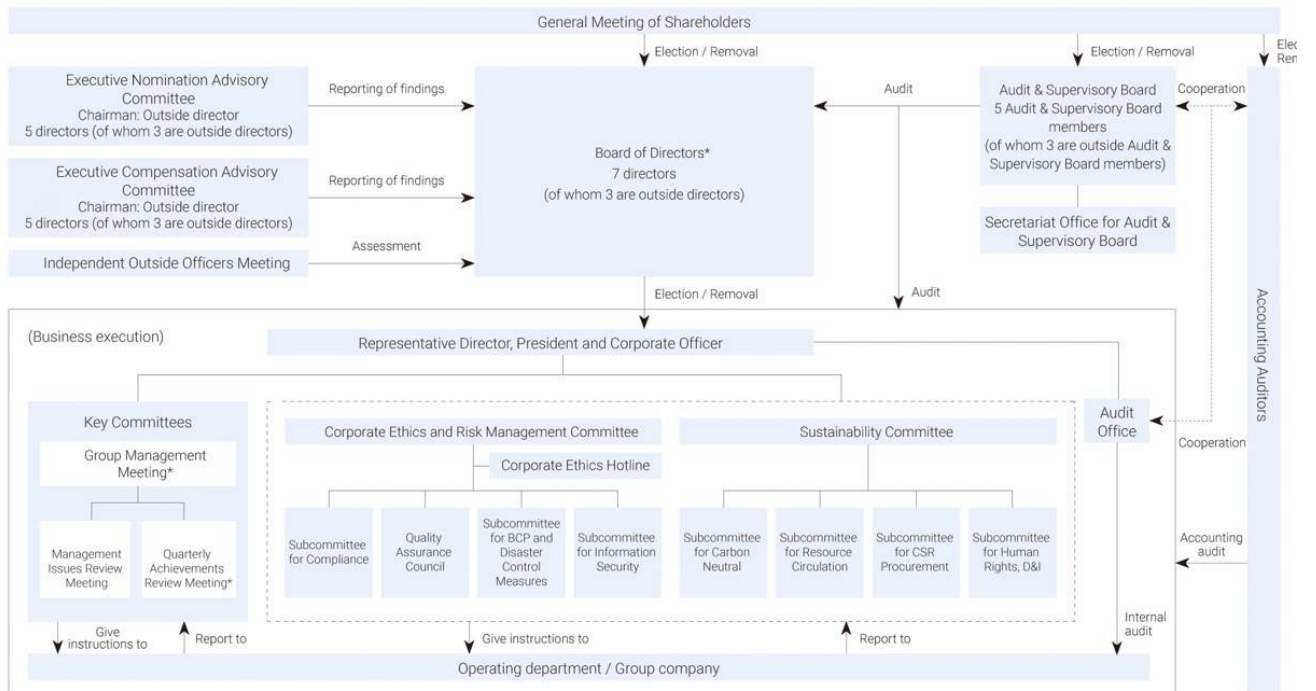 General Meeting of Shareholders
Election / Removal
Election / Removal
Executive Nomination Advisory
Committee
Chairman: Outside director
5 directors (of whom 3 are outside directors)
Reporting of findings
Executive Compensation Advisory
Committee
Chairman: Outside director
5 directors (of whom 3 are outside directors)
Reporting of findings
Independent Outside Officers Meeting
Assessment
Board of Directors*
7 directors
(of whom 3 are outside directors)
Audit
Audit & Supervisory Board
5 Audit & Supervisory Board
members
(of whom 3 are outside Audit &
Supervisory Board members)
Cooperation
Secretariat Office for Audit &
Supervisory Board
Accounting Auditors
Election / Removal
Audit
(Business execution)
Representative Director, President and Corporate Officer
Key Committees
Group Management
Meeting*
Management
Issues Review
Meeting
Quarterly
Achievements
Review Meeting*
Corporate Ethics and Risk Management Committee
Corporate Ethics Hotline
Subcommittee
for Compliance
Quality
Assurance
Council
Subcommittee
for BCP and
Disaster
Control
Measures
Subcommittee
for Information
Security
Sustainability Committee
Subcommittee
for Carbon
Neutral
Subcommittee
for Resource
Circulation
Subcommittee
for CSR
Procurement
Subcommittee
for Human
Rights, D&I
Audit
Office
Cooperation
Accounting
audit
Internal
audit
Give
instructions to
Report to
Give instructions to
Report to
Operating department / Group company